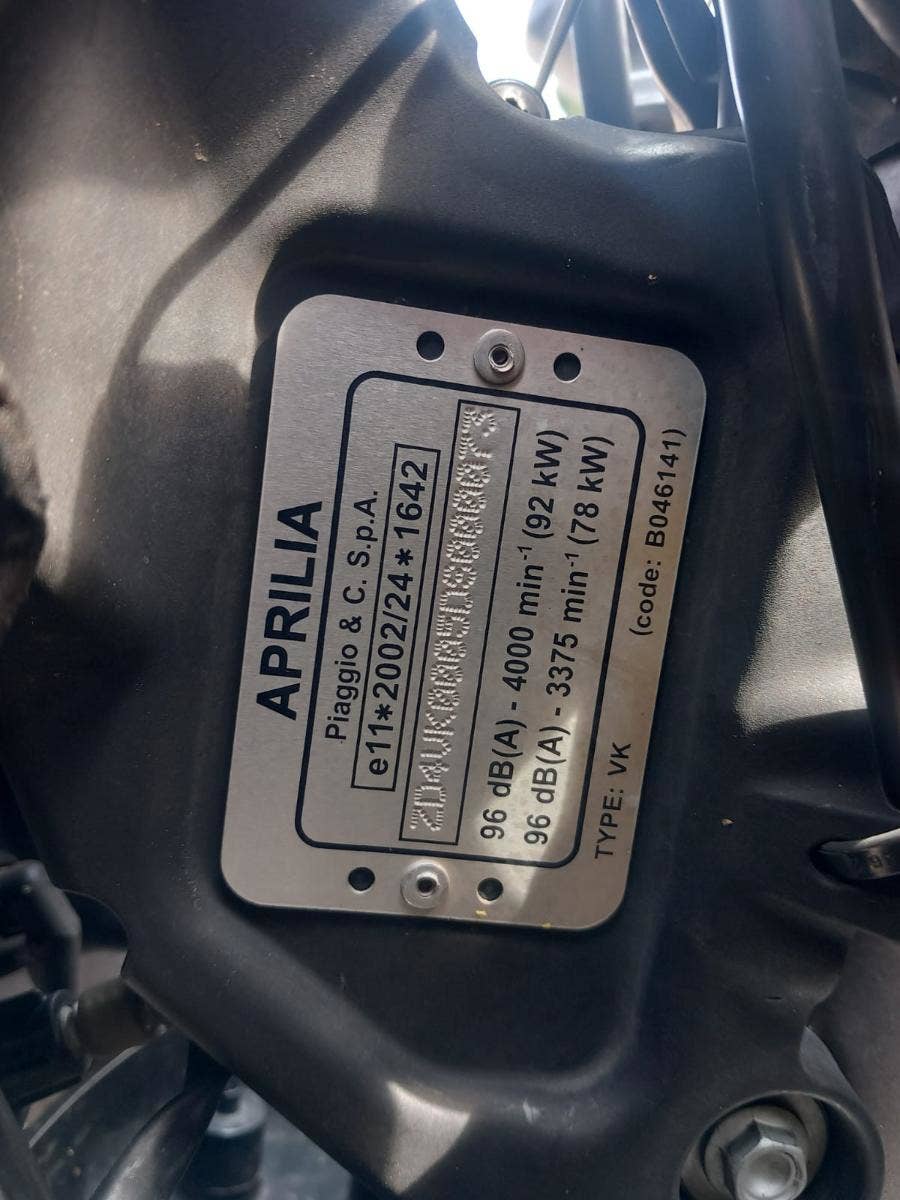 APRILIA
Piaggio & C. S.p.A.
e11*2002/24*1642
96 dB(A) - 4000 min⁻¹ (92 kW)
96 dB(A) - 3375 min⁻¹ (78 kW)
TYPE: VK (code: B046141)